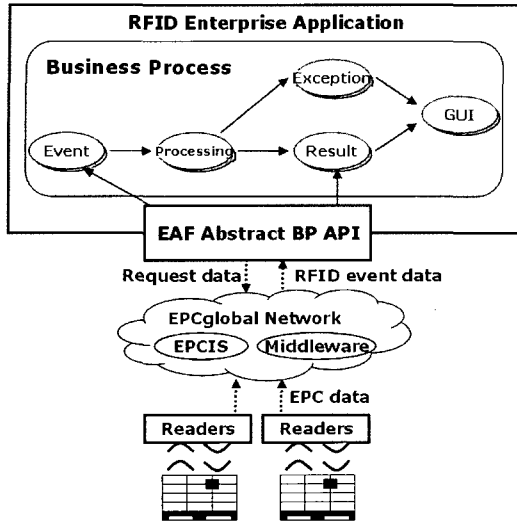 RFID Enterprise Application
Business Process
Exception
GUI
Event
Processing
Result
EAF Abstract BP API
Request data
RFID event data
EPCglobal Network
EPCIS
Middleware
EPC data
Readers
Readers